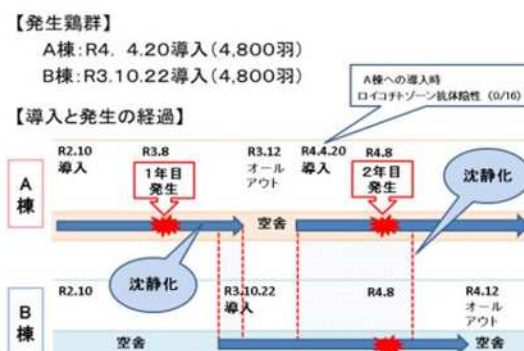 【発生鶏群】
A棟:R4. 4.20導入(4,800羽)
B棟:R3.10.22導入(4,800羽)
A棟への導入時
ロイコチトゾーン抗体陰性 (0/16)
【導入と発生の経過】
R2.10
導入
R3.8
1年目
発生
R3.12
オール
アウト
R4.4.20
導入
R4.8
2年目
発生
沈静化
A
棟
空舎
沈静化
R2.10
R3.10.22
導入
R4.8
R4.12
オール
アウト
B
棟
空舎
空舎